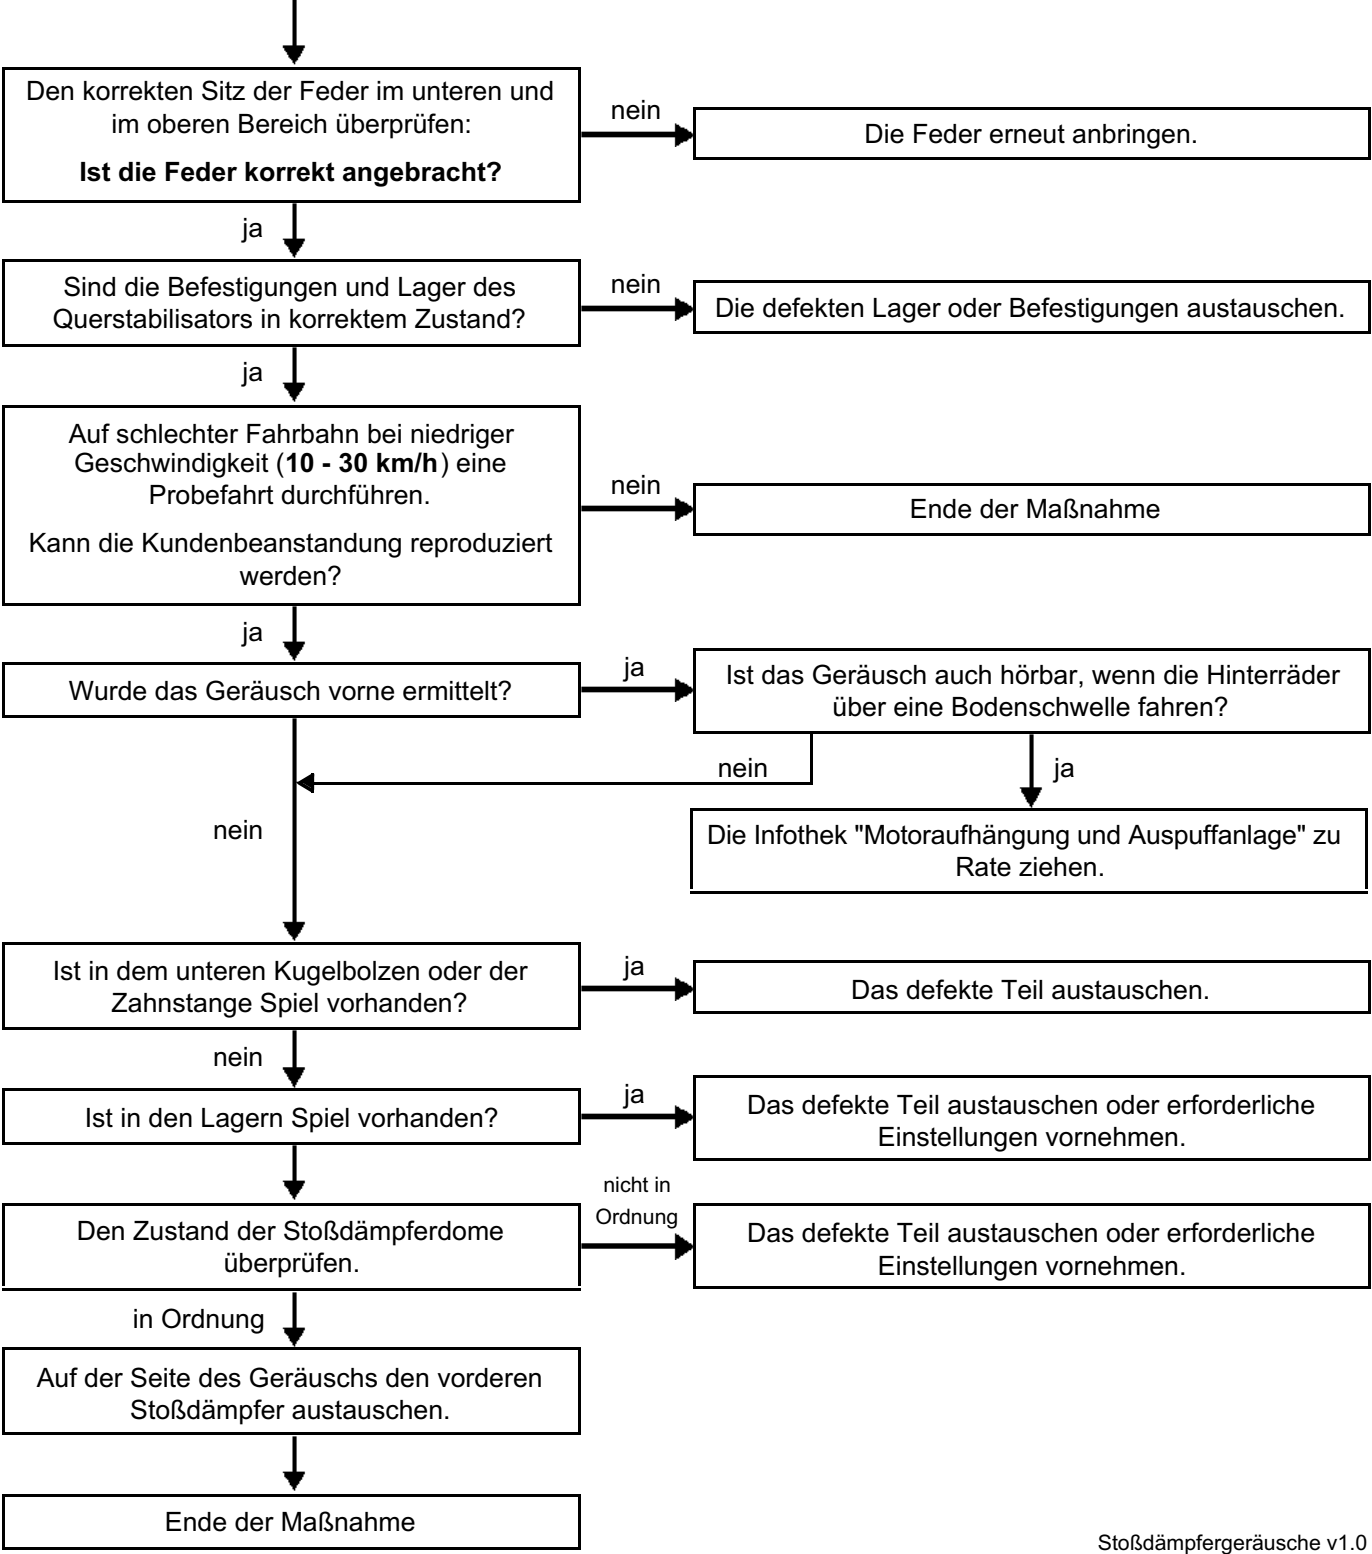 Den korrekten Sitz der Feder im unteren und
im oberen Bereich überprüfen:
Ist die Feder korrekt angebracht?
nein
Die Feder erneut anbringen.
ja
Sind die Befestigungen und Lager des
Querstabilisators in korrektem Zustand?
nein
Die defekten Lager oder Befestigungen austauschen.
ja
Auf schlechter Fahrbahn bei niedriger
Geschwindigkeit (10 - 30 km/h) eine
Probefahrt durchführen.
Kann die Kundenbeanstandung reproduziert
werden?
nein
Ende der Maßnahme
ja
Wurde das Geräusch vorne ermittelt?
ja
Ist das Geräusch auch hörbar, wenn die Hinterräder
über eine Bodenschwelle fahren?
nein
ja
nein
Die Infothek "Motoraufhängung und Auspuffanlage" zu
Rate ziehen.
Ist in dem unteren Kugelbolzen oder der
Zahnstange Spiel vorhanden?
ja
Das defekte Teil austauschen.
nein
Ist in den Lagern Spiel vorhanden?
ja
Das defekte Teil austauschen oder erforderliche
Einstellungen vornehmen.
Den Zustand der Stoßdämpferdome
überprüfen.
nicht in
Ordnung
Das defekte Teil austauschen oder erforderliche
Einstellungen vornehmen.
in Ordnung
Auf der Seite des Geräuschs den vorderen
Stoßdämpfer austauschen.
Ende der Maßnahme
Stoßdämpfergeräusche v1.0